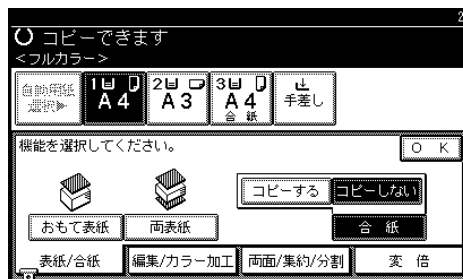 2
コピーできます
<フルカラー>
自動用紙
選択▶
1 A4
2 A3
3 A4
合紙
手差し
機能を選択してください。
OK
コピーする コピーしない
おもて表紙 両表紙 合紙
表紙/合紙 編集/カラー加工 両面/集約/分割 変倍